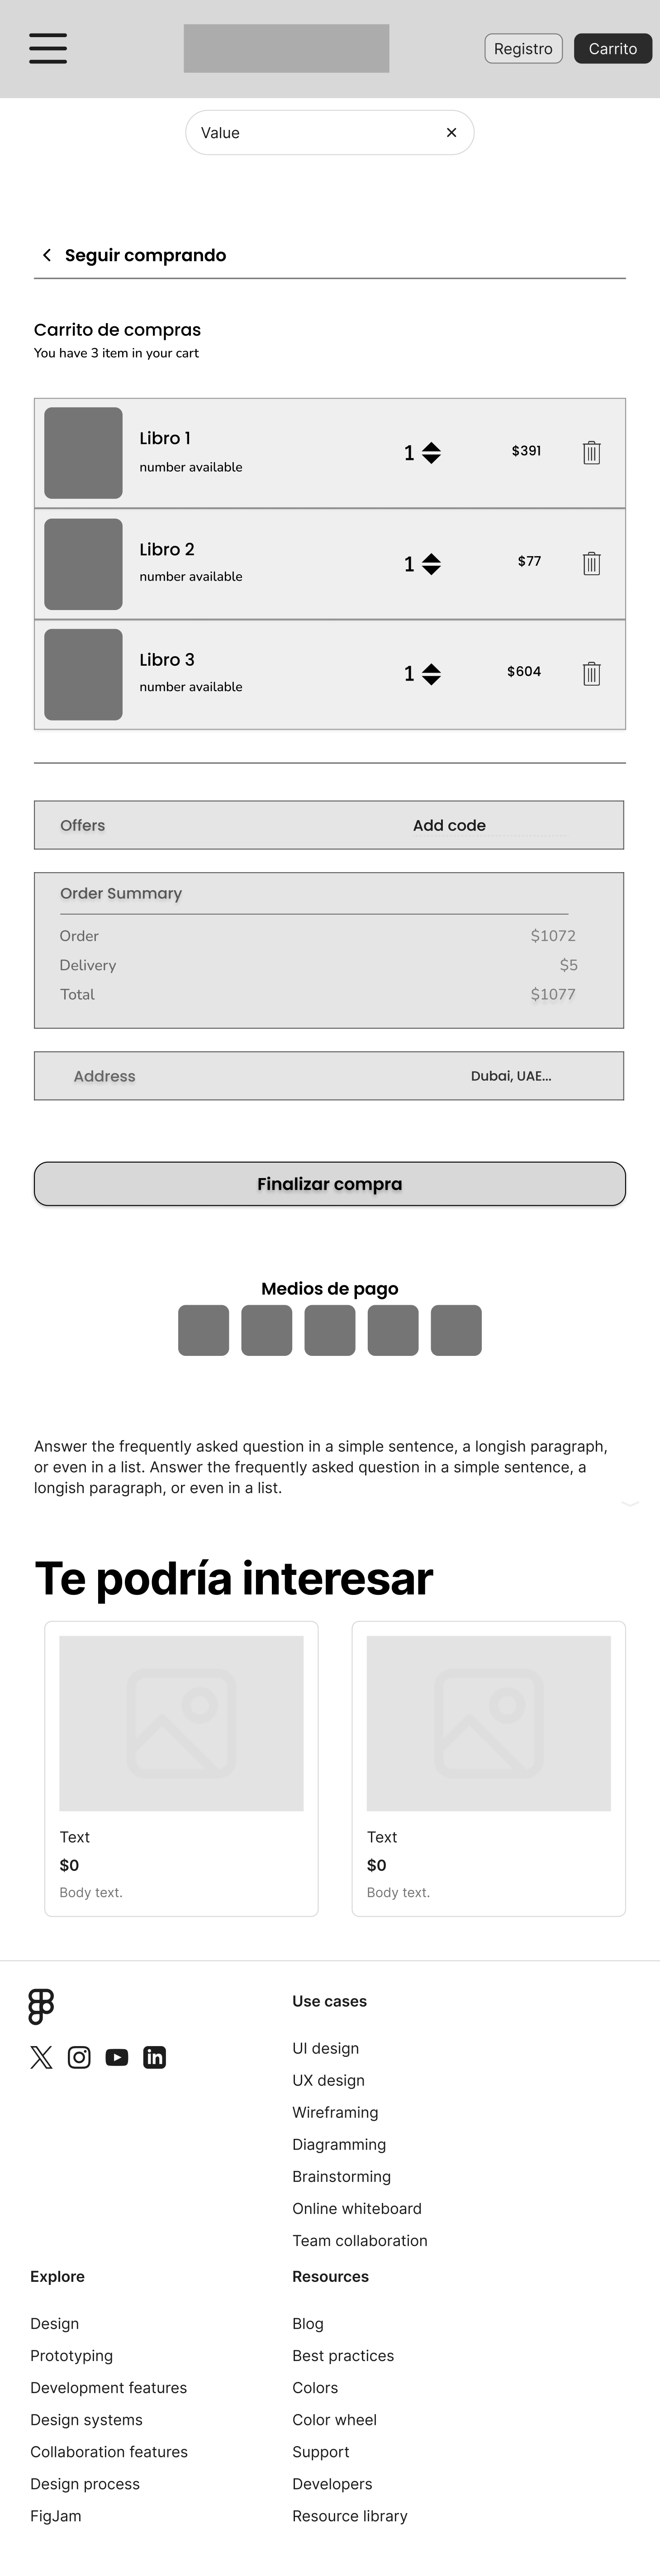 Registro
Carrito
Value
Seguir comprando
Carrito de compras
You have 3 item in your cart
Libro 1
number available
1
$391
Libro 2
number available
1
$77
Libro 3
number available
1
$604
Offers
Add code
Order Summary
Order
$1072
Delivery
$5
Total
$1077
Address
Dubai, UAE...
Finalizar compra
Medios de pago
Answer the frequently asked question in a simple sentence, a longish paragraph,
or even in a list. Answer the frequently asked question in a simple sentence, a
longish paragraph, or even in a list.
Te podría interesar
Text
$0
Body text.
Text
$0
Body text.
Use cases
UI design
UX design
Wireframing
Diagramming
Brainstorming
Online whiteboard
Team collaboration
Explore
Design
Prototyping
Development features
Design systems
Collaboration features
Design process
FigJam
Resources
Blog
Best practices
Colors
Color wheel
Support
Developers
Resource library